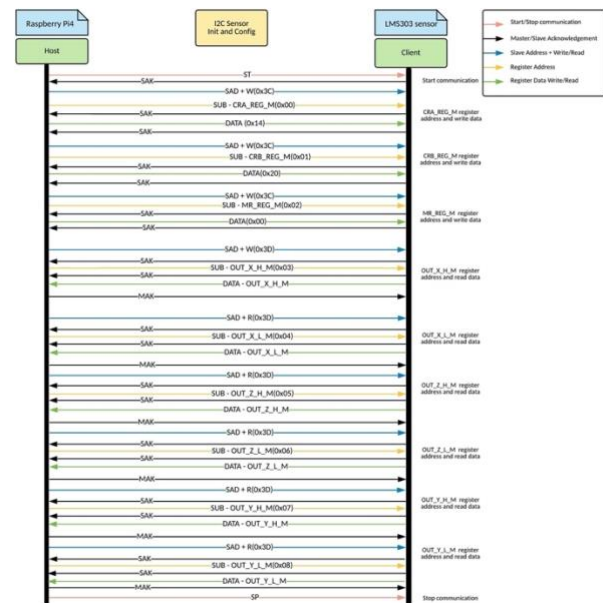 Raspberry Pi4
I2C Sensor
Init and Config
LMS303 sensor
Host
Client
Start/Stop communication
Master/Slave Acknowledgement
Slave Address + Write/Read
Register Address
Register Data Write/Read
ST
SAK
Start communication
SAD + W(0x3C)
SUB - CRA_REG_M(0x00)
SAK
DATA (0x14)
SAK
CRA_REG_M register
address and write data
SAD + W(0x3C)
SUB - CRB_REG_M(0x01)
SAK
DATA(0x20)
SAK
CRB_REG_M register
address and write data
SAD + W(0x3C)
SUB - MR_REG_M(0x02)
SAK
DATA(0x00)
SAK
MR_REG_M register
address and write data
SAD + W(0x3D)
SAK
SUB - OUT_X_H_M(0x03)
SAK
DATA - OUT_X_H_M
MAK
OUT_X_H_M register
address and read data
SAD + R(0x3D)
SAK
SUB - OUT_X_L_M(0x04)
SAK
DATA - OUT_X_L_M
MAK
OUT_X_L_M register
address and read data
SAD + R(0x3D)
SAK
SUB - OUT_Z_H_M(0x05)
SAK
DATA - OUT_Z_H_M
MAK
OUT_Z_H_M register
address and read data
SAD + R(0x3D)
SAK
SUB - OUT_Z_L_M(0x06)
SAK
DATA - OUT_Z_L_M
MAK
OUT_Z_L_M register
address and read data
SAD + R(0x3D)
SAK
SUB - OUT_Y_H_M(0x07)
SAK
DATA - OUT_Y_H_M
MAK
OUT_Y_H_M register
address and read data
SAD + R(0x3D)
SAK
SUB - OUT_Y_L_M(0x08)
SAK
DATA - OUT_Y_L_M
MAK
OUT_Y_L_M register
address and read data
SP
Stop communication